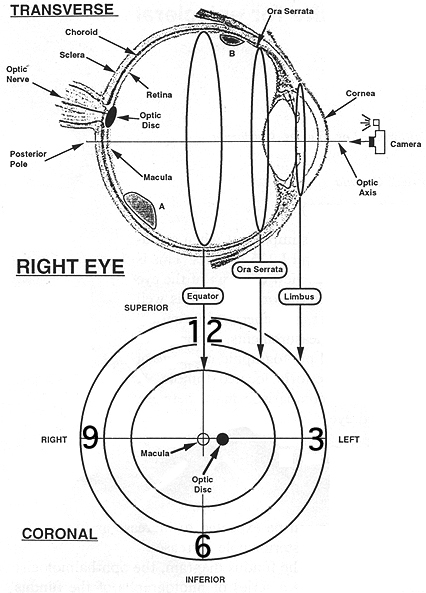 TRANSVERSE
Ora Serrata
Choroid
Sclera
B
Optic
Nerve
Retina
Cornea
Optic
Disc
Camera
Posterior
Pole
Macula
Optic
Axis
A
RIGHT EYE
Ora Serrata
Equator
Limbus
SUPERIOR
12
RIGHT
9
3
LEFT
Macula
Optic
Disc
CORONAL
6
INFERIOR